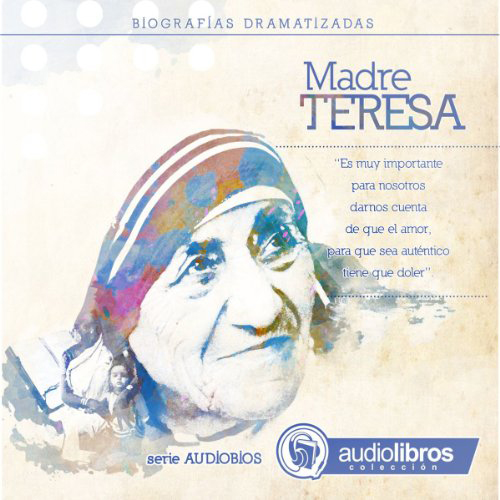 BIOGRAFÍAS DRAMATIZADAS
Madre
TERESA
"Es muy importante
para nosotros
darnos cuenta
de que el amor,
para que sea auténtico
tiene que doler"
serie AUDIOBIOS
audiolibros
colección